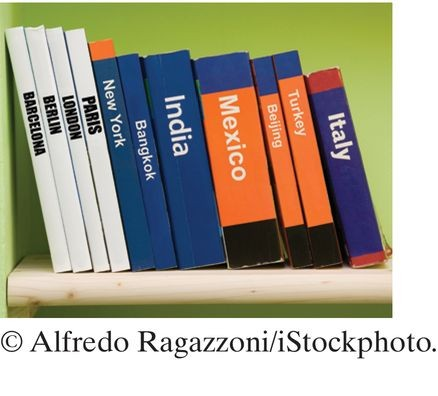 BARCELONA
BERLIN
LONDON
PARIS
New York
Bangkok
India
Mexico
Beijing
Turkey
Italy
© Alfredo Ragazzoni/iStockphoto.